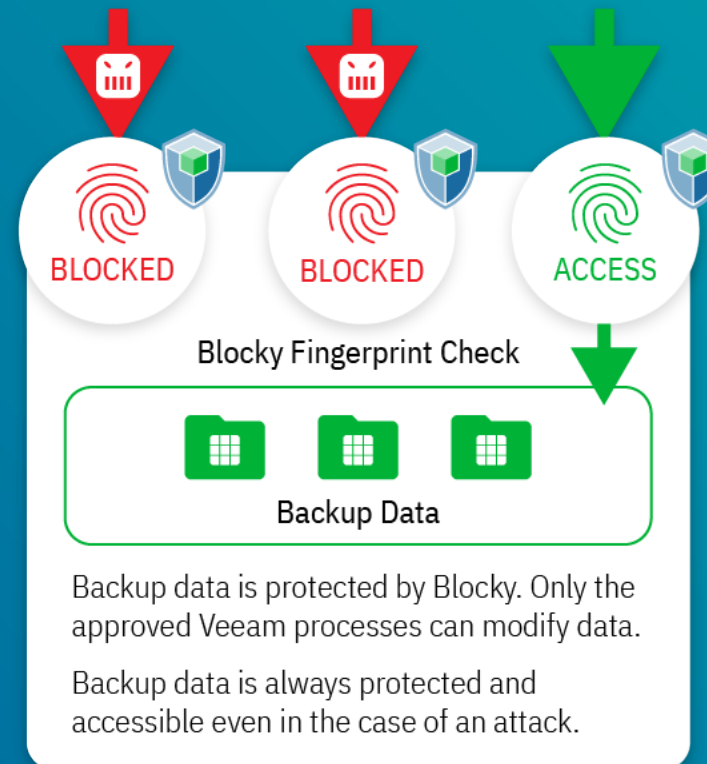 BLOCKED
BLOCKED
ACCESS
Blocky Fingerprint Check
Backup Data
Backup data is protected by Blocky. Only the
approved Veeam processes can modify data.
Backup data is always protected and
accessible even in the case of an attack.